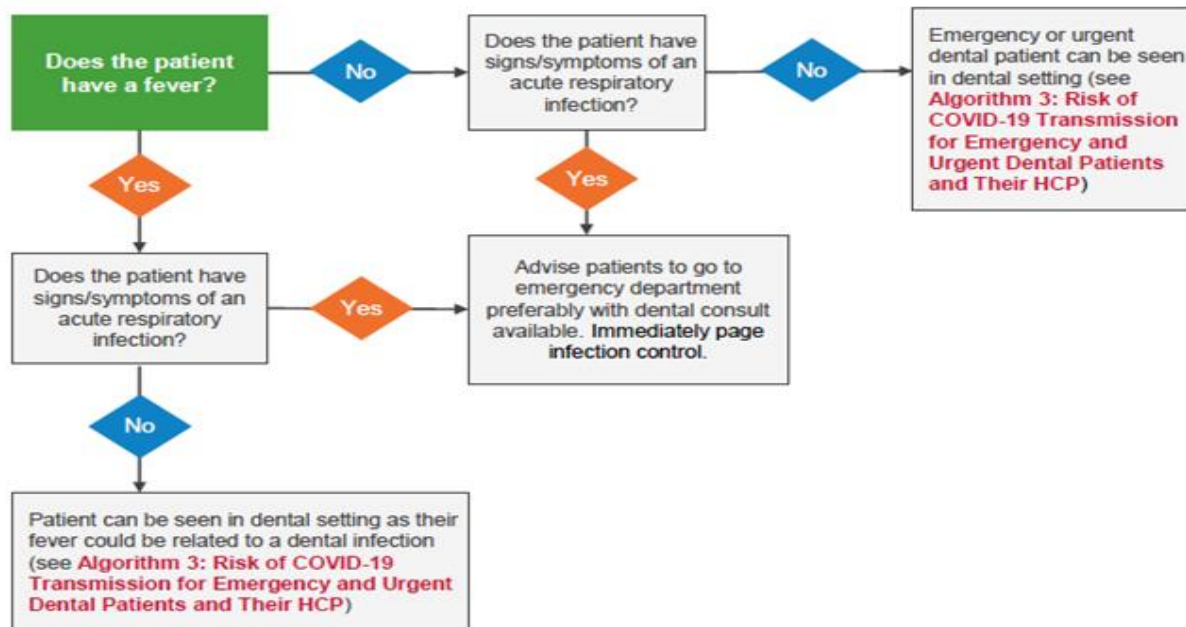 Does the patient
have a fever?
No
Does the patient have
signs/symptoms of an
acute respiratory
infection?
No
Emergency or urgent
dental patient can be seen
in dental setting (see
Algorithm 3: Risk of
COVID-19 Transmission
for Emergency and
Urgent Dental Patients
and Their HCP)
Yes
Yes
Does the patient have
signs/symptoms of an
acute respiratory
infection?
Yes
Advise patients to go to
emergency department
preferably with dental consult
available. Immediately page
infection control.
No
Patient can be seen in dental setting as their
fever could be related to a dental infection
(see Algorithm 3: Risk of COVID-19
Transmission for Emergency and Urgent
Dental Patients and Their HCP)